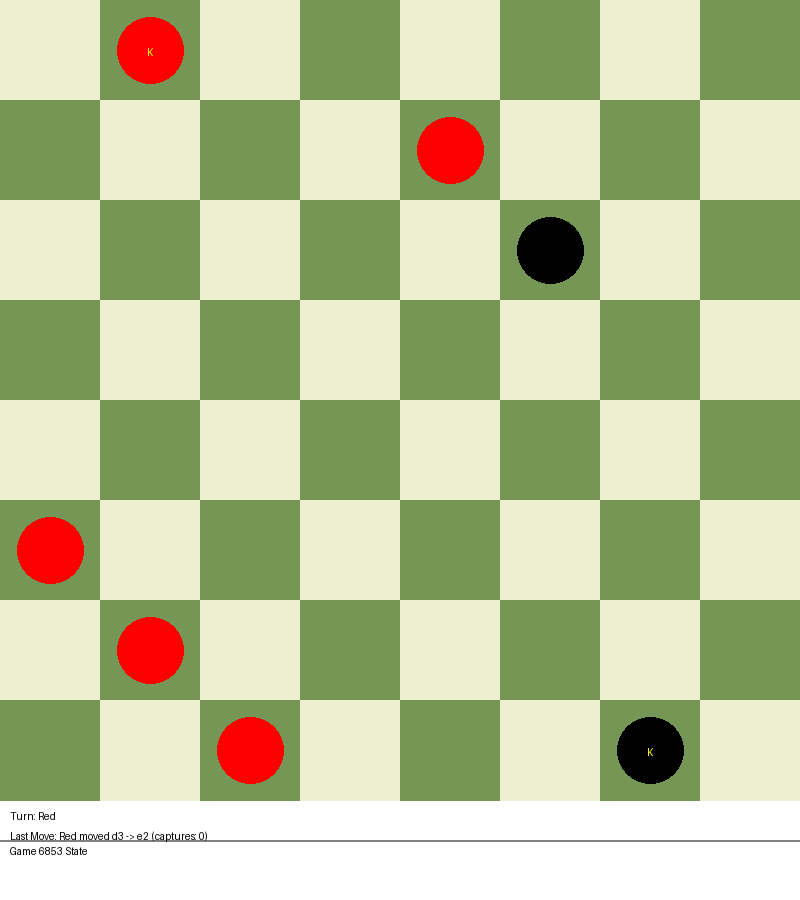 K
K
Turn: Red
Last Move: Red moved d3 -> e2 (captures: 0)
Game 6853 State